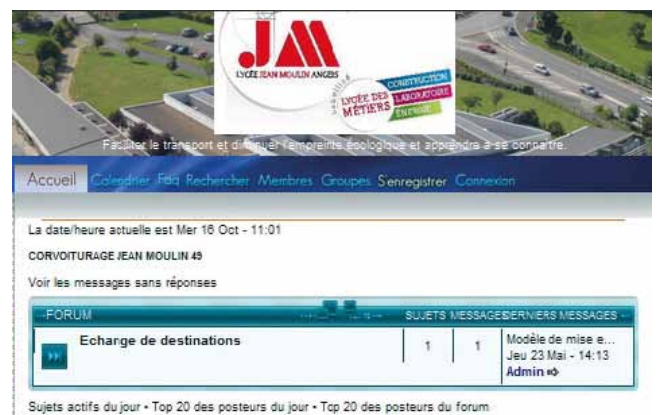 JM
LYCÉE JEAN MOULIN ANGERS
LYCÉE DES MÉTIERS
CONSTRUCTION
LABORATOIRE
ENERGIE
Faciliter le transport et diminuer l'empreinte écologique et apprendre à se connaitre.
Accueil Calendrier Faq Rechercher Membres Groupes S'enregistrer Connexion
La date/heure actuelle est Mer 16 Oct - 11:01
CORVOITURAGE JEAN MOULIN 49
Voir les messages sans réponses
FORUM SUJETS MESSAGES DERNIERS MESSAGES
Echange de destinations 1 1 Modèle de mise e...
Jeu 23 Mai - 14:13
Admin
Sujets actifs du jour • Top 20 des posteurs du jour • Top 20 des posteurs du forum